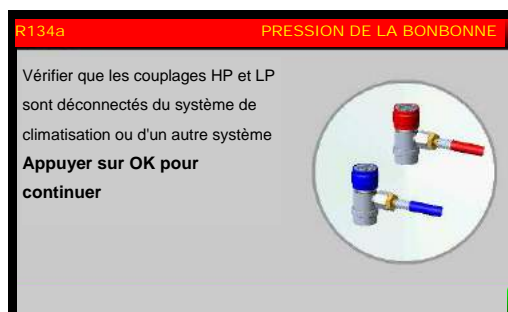 R134a PRESSION DE LA BONBONNE
Vérifier que les couplages HP et LP
sont déconnectés du système de
climatisation ou d'un autre système
Appuyer sur OK pour
continuer